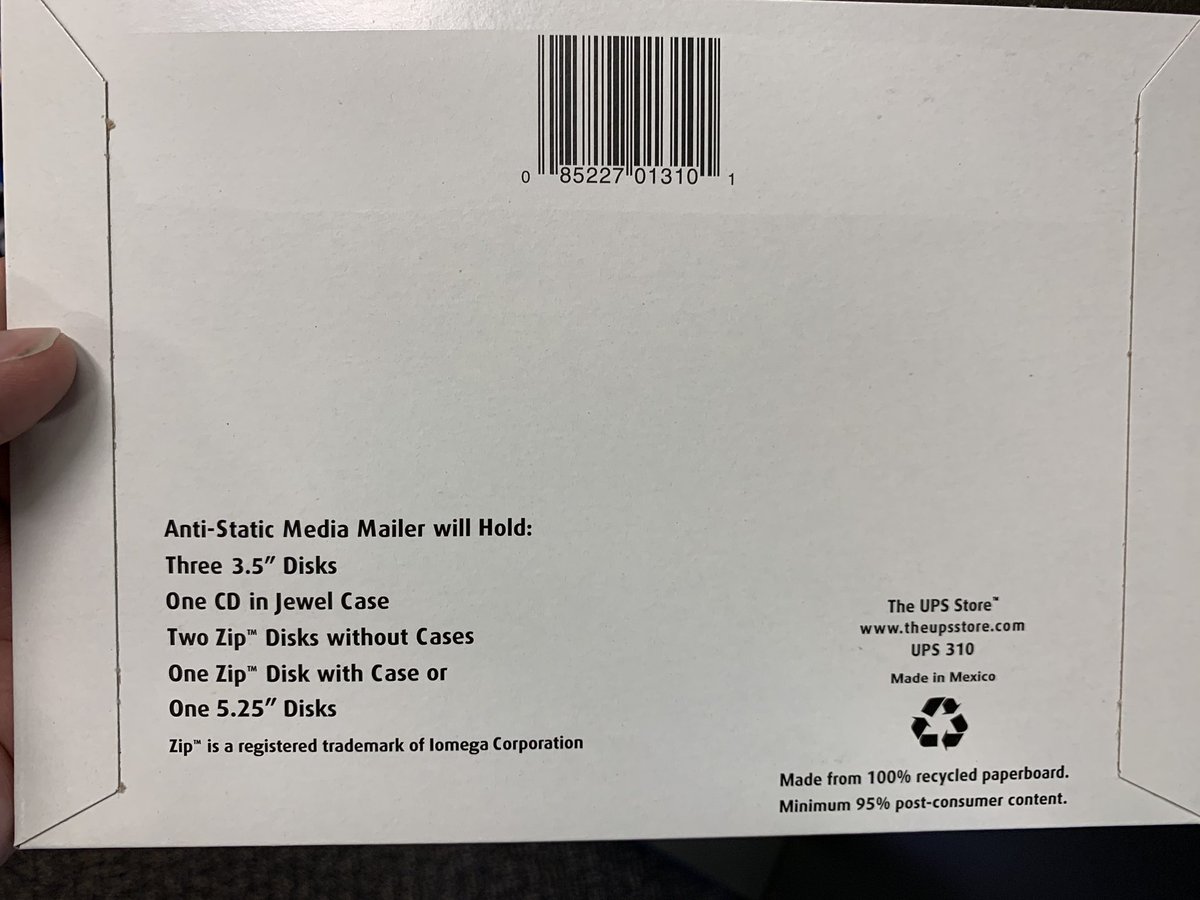 0 85227 01310 1
Anti-Static Media Mailer will Hold:
Three 3.5″ Disks
One CD in Jewel Case
Two Zip™ Disks without Cases
One Zip™ Disk with Case or
One 5.25″ Disks
Zip™ is a registered trademark of Iomega Corporation
The UPS Store™
www.theupsstore.com
UPS 310
Made in Mexico
Made from 100% recycled paperboard.
Minimum 95% post-consumer content.